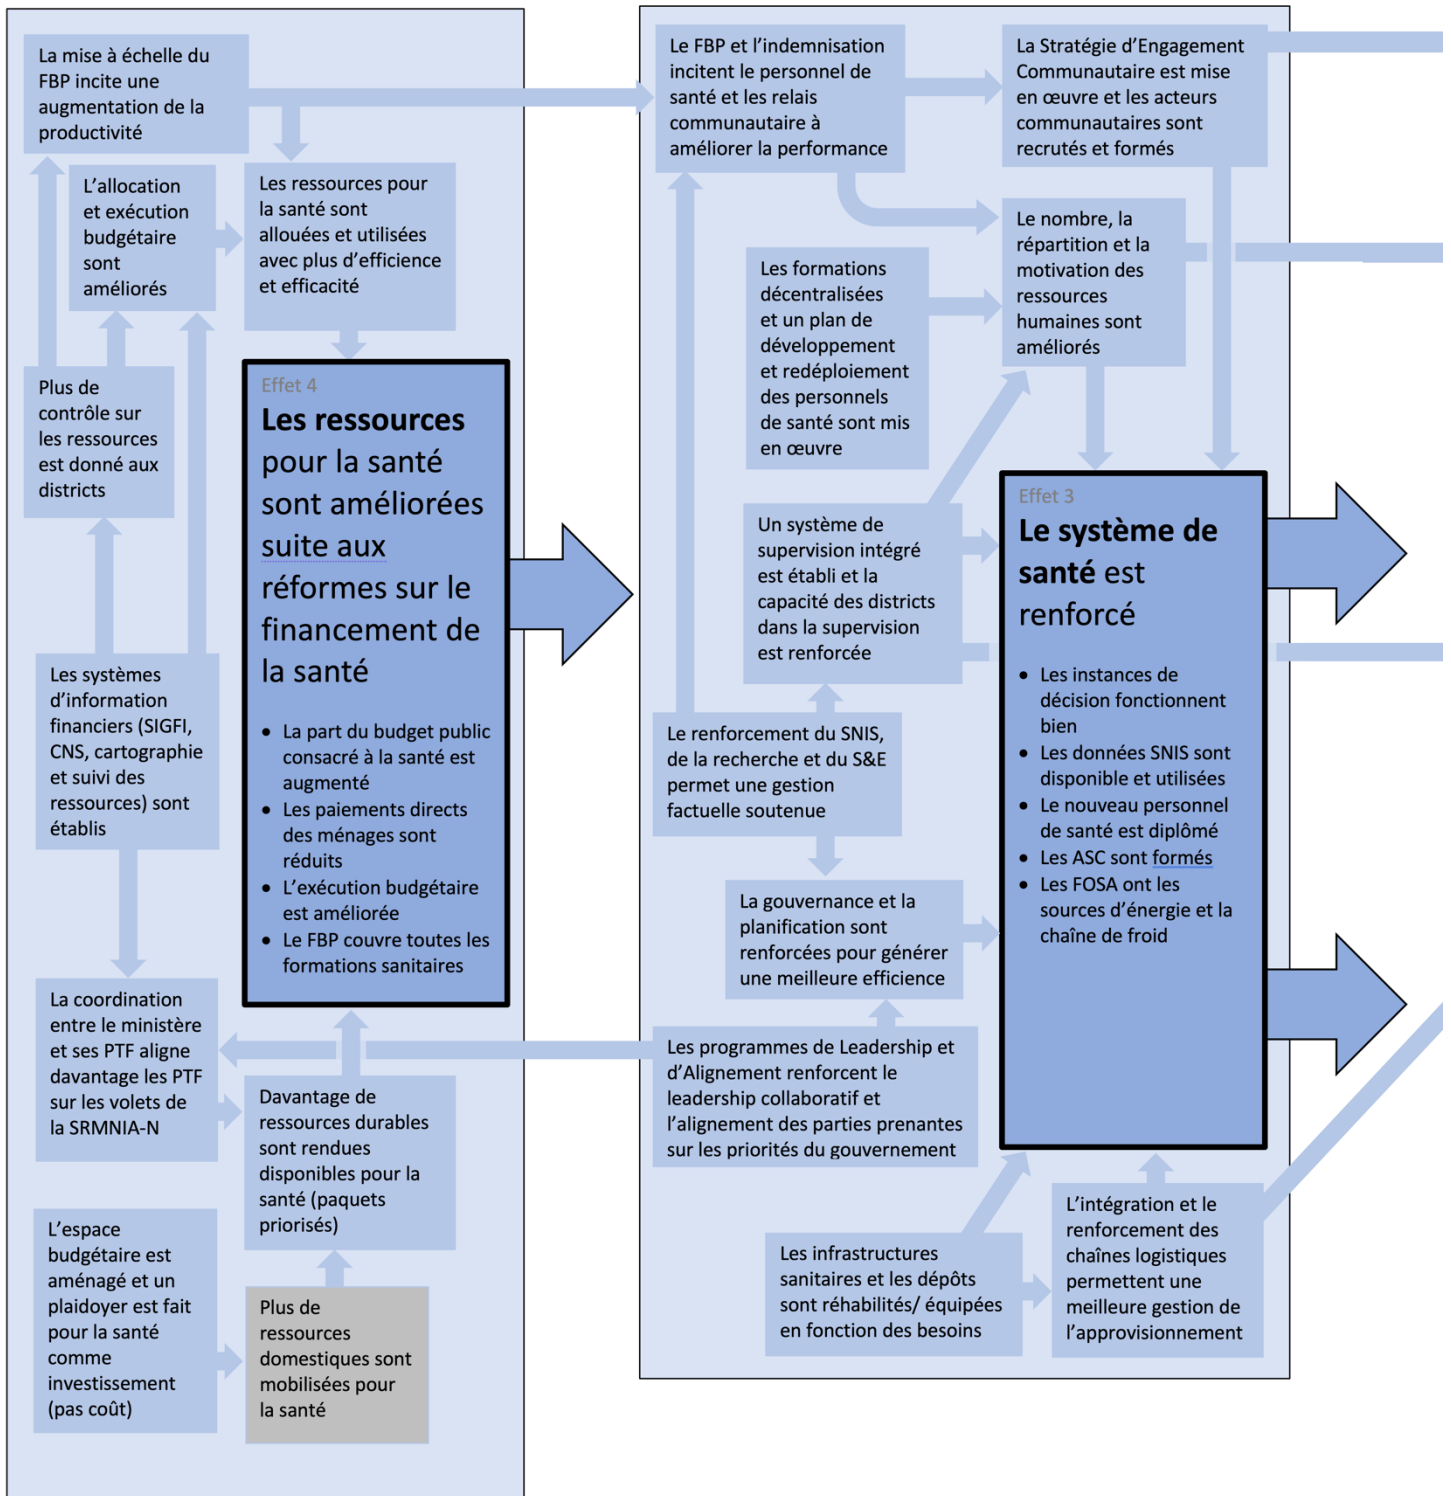 La mise à échelle du
FBP incite une
augmentation de la
productivité
L’allocation
et exécution
budgétaire
sont
améliorés
Les ressources pour
la santé sont
allouées et utilisées
avec plus d’efficience
et efficacité
Plus de
contrôle sur
les ressources
est donné aux
districts
Effet 4
Les ressources
pour la santé
sont améliorées
suite aux
réformes sur le
financement de
la santé
• La part du budget public
consacré à la santé est
augmenté
• Les paiements directs
des ménages sont
réduits
• L’exécution budgétaire
est améliorée
• Le FBP couvre toutes les
formations sanitaires
Les systèmes
d’information
financiers (SIGFI,
CNS, cartographie
et suivi des
ressources) sont
établis
La coordination
entre le ministère
et ses PTF aligne
davantage les PTF
sur les volets de
la SRMNIA-N
Davantage de
ressources durables
sont rendues
disponibles pour la
santé (paquets
priorisés)
L’espace
budgétaire est
aménagé et un
plaidoyer est fait
pour la santé
comme
investissement
(pas coût)
Plus de
ressources
domestiques sont
mobilisées pour
la santé
Le FBP et l’indemnisation
incitent le personnel de
santé et les relais
communautaire à
améliorer la performance
La Stratégie d’Engagement
Communautaire est mise
en œuvre et les acteurs
communautaires sont
recrutés et formés
Le nombre, la
répartition et la
motivation des
ressources
humaines sont
améliorés
Les formations
décentralisées
et un plan de
développement
et redéploiement
des personnels
de santé sont mis
en œuvre
Un système de
supervision intégré
est établi et la
capacité des districts
dans la supervision
est renforcée
Effet 3
Le système de
santé est
renforcé
• Les instances de
décision fonctionnent
bien
• Les données SNIS sont
disponible et utilisées
• Le nouveau personnel
de santé est diplômé
• Les ASC sont formés
• Les FOSA ont les
sources d’énergie et la
chaîne de froid
Le renforcement du SNIS,
de la recherche et du S&E
permet une gestion
factuelle soutenue
La gouvernance et la
planification sont
renforcées pour générer
une meilleure efficience
Les programmes de Leadership et
d’Alignement renforcent le
leadership collaboratif et
l’alignement des parties prenantes
sur les priorités du gouvernement
Les infrastructures
sanitaires et les dépôts
sont réhabilités/ équipées
en fonction des besoins
L’intégration et le
renforcement des
chaînes logistiques
permettent une
meilleure gestion de
l’approvisionnement